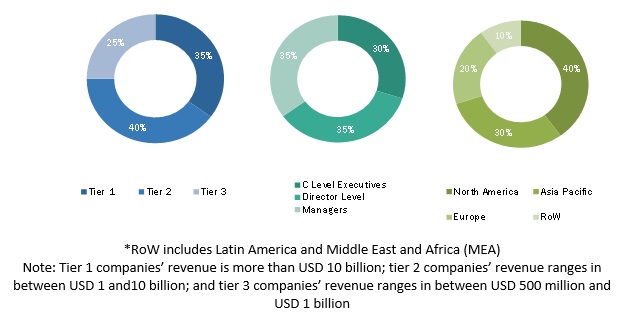 35%
40%
25%
30%
35%
35%
40%
30%
20%
10%
Tier 1 Tier 2 Tier 3
C Level Executives
Director Level
Managers
North America Asia Pacific
Europe RoW
*RoW includes Latin America and Middle East and Africa (MEA)
Note: Tier 1 companies’ revenue is more than USD 10 billion; tier 2 companies’ revenue ranges in
between USD 1 and10 billion; and tier 3 companies’ revenue ranges in between USD 500 million and
USD 1 billion